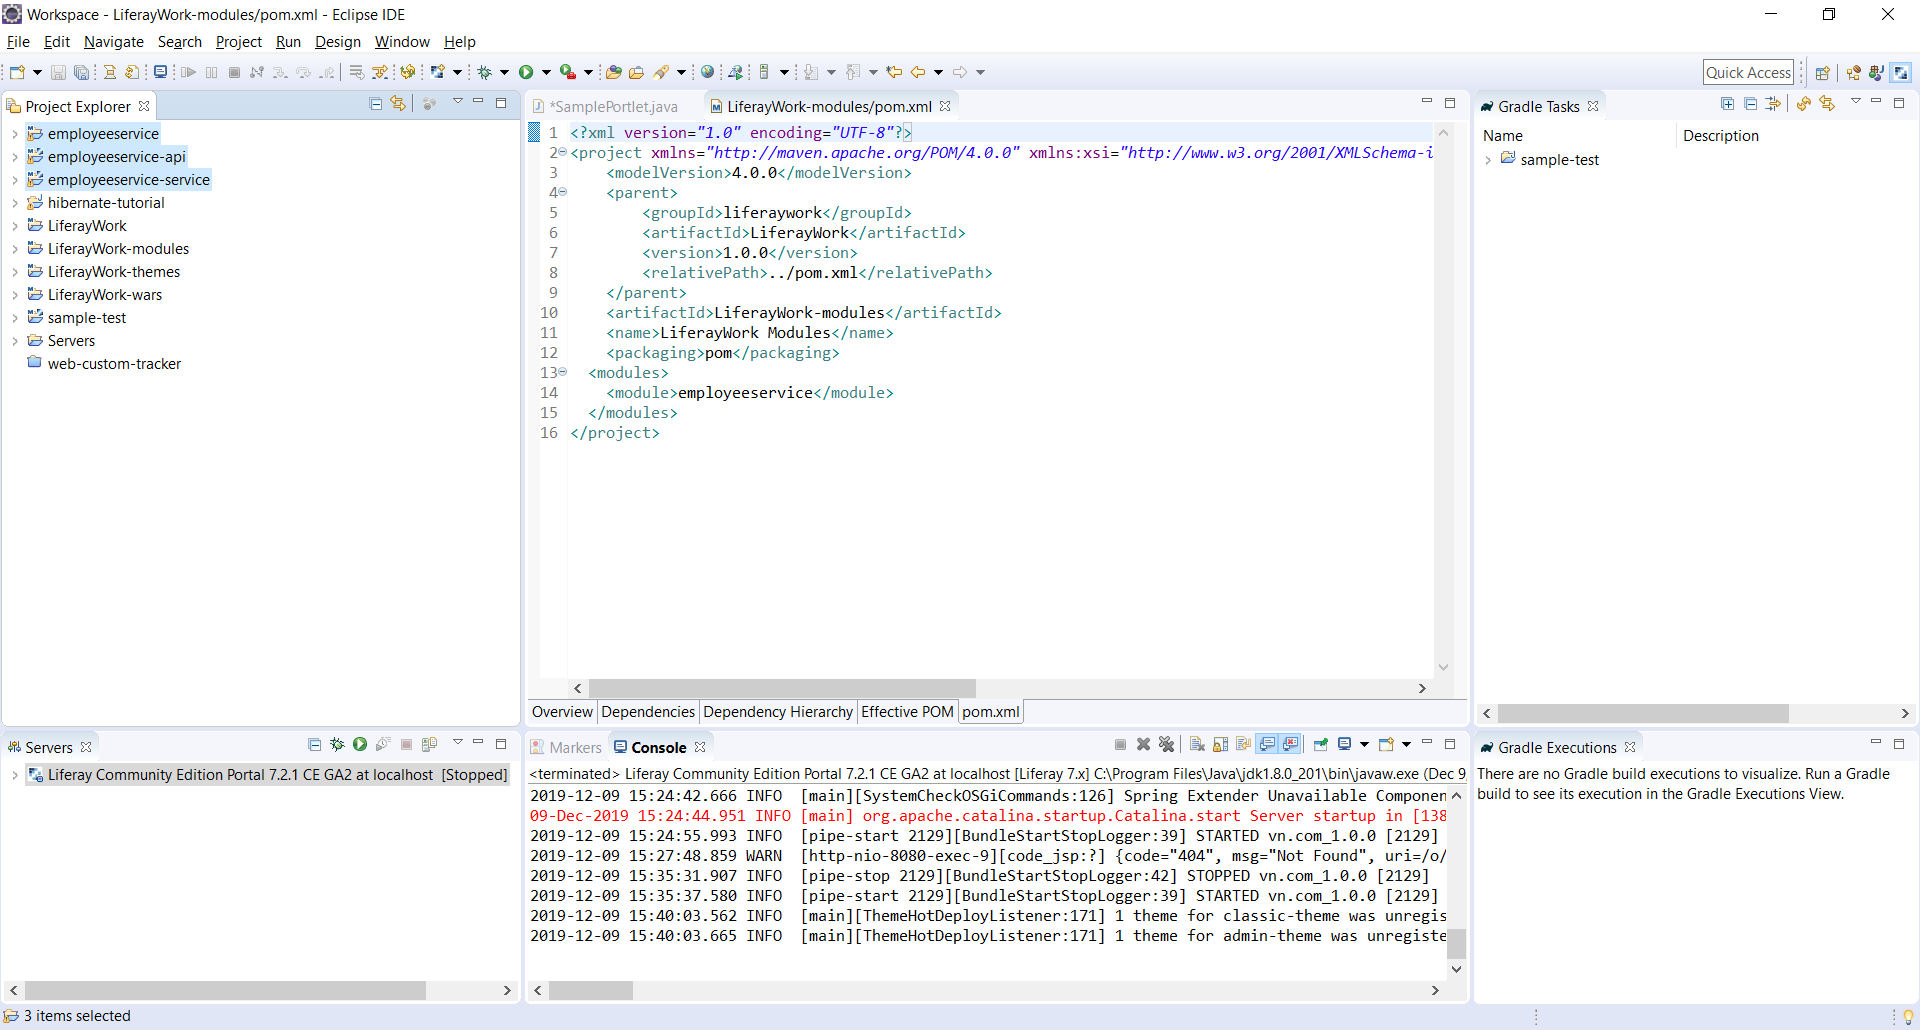 Workspace - LiferayWork-modules/pom.xml - Eclipse IDE
File Edit Navigate Search Project Run Design Window Help
Quick Access
Project Explorer
employeeservice
employeeservice-api
employeeservice-service
hibernate-tutorial
LiferayWork
LiferayWork-modules
LiferayWork-themes
LiferayWork-wars
sample-test
Servers
web-custom-tracker
*SamplePortlet.java LiferayWork-modules/pom.xml
1 <?xml version="1.0" encoding="UTF-8"?>
2 <project xmlns="http://maven.apache.org/POM/4.0.0" xmlns:xsi="http://www.w3.org/2001/XMLSchema-i
3 <modelVersion>4.0.0</modelVersion>
4 <parent>
5 <groupId>liferaywork</groupId>
6 <artifactId>LiferayWork</artifactId>
7 <version>1.0.0</version>
8 <relativePath>../pom.xml</relativePath>
9 </parent>
10 <artifactId>LiferayWork-modules</artifactId>
11 <name>LiferayWork Modules</name>
12 <packaging>pom</packaging>
13 <modules>
14 <module>employeeservice</module>
15 </modules>
16 </project>
Overview Dependencies Dependency Hierarchy Effective POM pom.xml
Gradle Tasks
Name Description
sample-test
Servers
Liferay Community Edition Portal 7.2.1 CE GA2 at localhost [Stopped]
Markers Console
<terminated> Liferay Community Edition Portal 7.2.1 CE GA2 at localhost [Liferay 7.x] C:\Program Files\Java\jdk1.8.0_201\bin\javaw.exe (Dec 9,
2019-12-09 15:24:42.666 INFO [main][SystemCheckOSGiCommands:126] Spring Extender Unavailable Componen
09-Dec-2019 15:24:44.951 INFO [main] org.apache.catalina.startup.Catalina.start Server startup in [138
2019-12-09 15:24:55.993 INFO [pipe-start 2129][BundleStartStopLogger:39] STARTED vn.com_1.0.0 [2129]
2019-12-09 15:27:48.859 WARN [http-nio-8080-exec-9][code_jsp:?] {code="404", msg="Not Found", uri=/o/
2019-12-09 15:35:31.907 INFO [pipe-stop 2129][BundleStartStopLogger:42] STOPPED vn.com_1.0.0 [2129]
2019-12-09 15:35:37.580 INFO [pipe-start 2129][BundleStartStopLogger:39] STARTED vn.com_1.0.0 [2129]
2019-12-09 15:40:03.562 INFO [main][ThemeHotDeployListener:171] 1 theme for classic-theme was unregis
2019-12-09 15:40:03.665 INFO [main][ThemeHotDeployListener:171] 1 theme for admin-theme was unregiste
Gradle Executions
There are no Gradle build executions to visualize. Run a Gradle
build to see its execution in the Gradle Executions View.
3 items selected